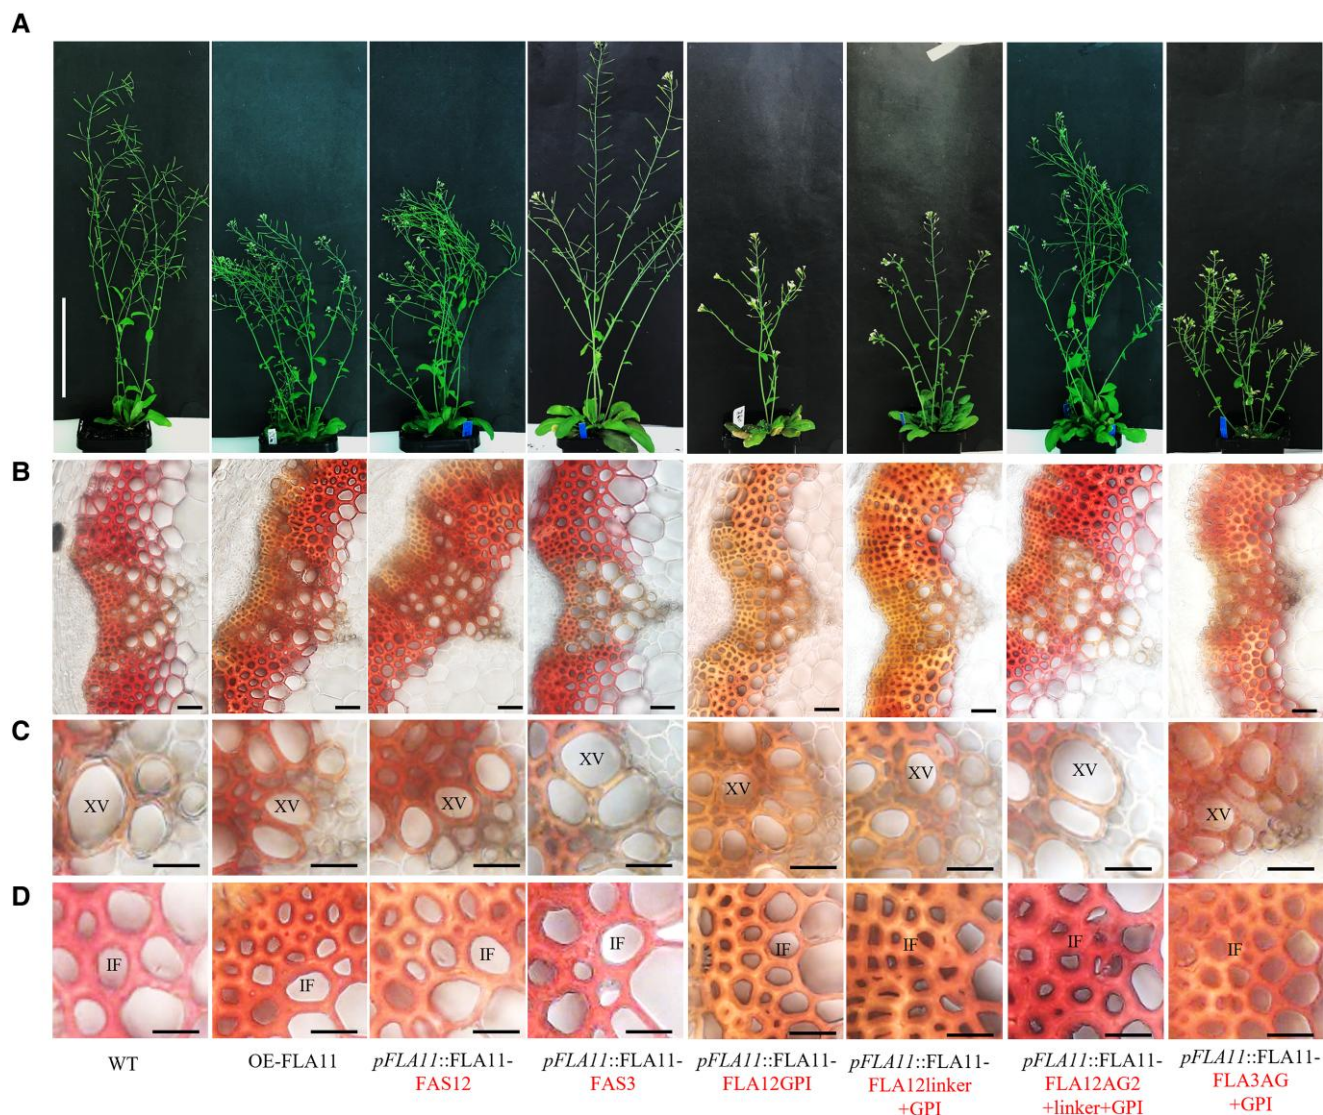 A
B
C
XV XV XV XV XV XV XV XV
D
IF IF IF IF IF IF IF IF
WT OE-FLA11 pFLA11::FLA11- pFLA11::FLA11- pFLA11::FLA11- pFLA11::FLA11- pFLA11::FLA11- pFLA11::FLA11-
FAS12 FAS3 FLA12GPI FLA12linker FLA12AG2 FLA3AG
+GPI +linker+GPI +GPI